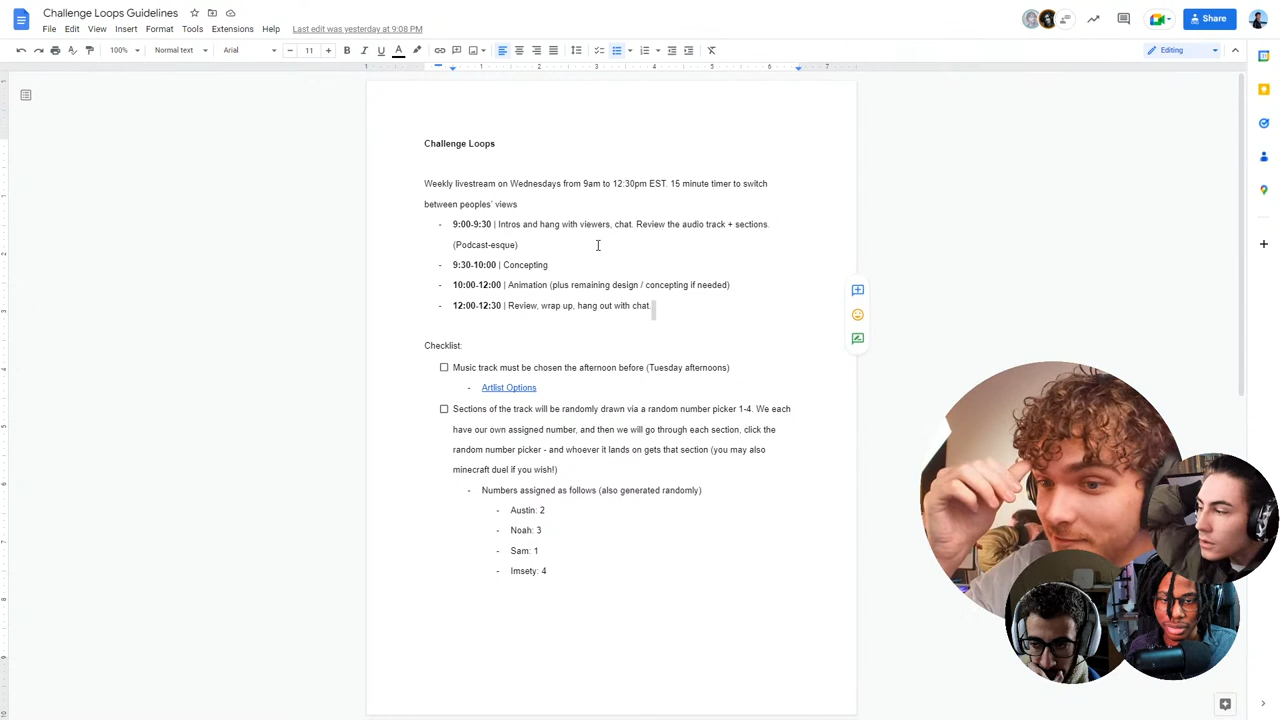 Challenge Loops Guidelines
File Edit View Insert Format Tools Extensions Help Last edit was yesterday at 9:08 PM
Share
100% Normal text Arial 11 Editing
1 1 2 3 4 5 6 7
Challenge Loops
Weekly livestream on Wednesdays from 9am to 12:30pm EST. 15 minute timer to switch
between peoples' views
- 9:00-9:30 | Intros and hang with viewers, chat. Review the audio track + sections.
(Podcast-esque)
- 9:30-10:00 | Concepting
- 10:00-12:00 | Animation (plus remaining design / concepting if needed)
- 12:00-12:30 | Review, wrap up, hang out with chat.
Checklist:
Music track must be chosen the afternoon before (Tuesday afternoons)
- Artlist Options
Sections of the track will be randomly drawn via a random number picker 1-4. We each
have our own assigned number, and then we will go through each section, click the
random number picker - and whoever it lands on gets that section (you may also
minecraft duel if you wish!)
- Numbers assigned as follows (also generated randomly)
- Austin: 2
- Noah: 3
- Sam: 1
- Imsety: 4